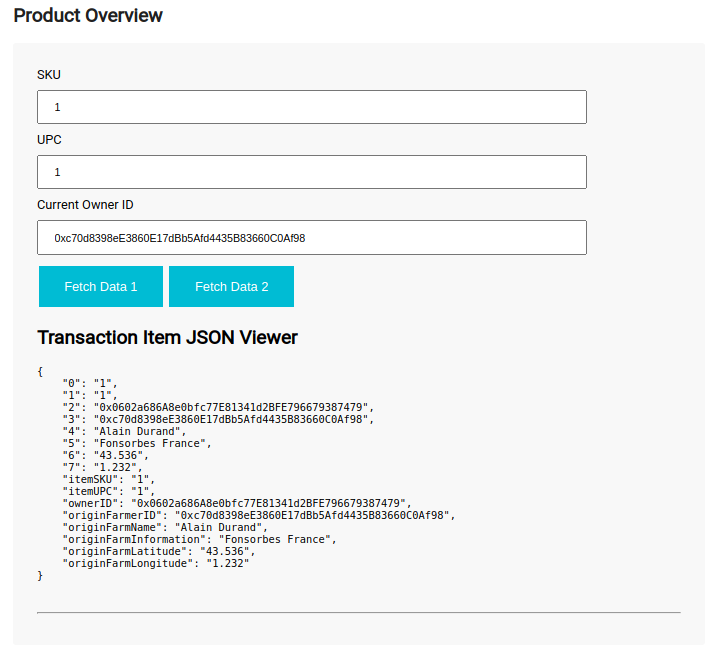 Product Overview
SKU
1
UPC
1
Current Owner ID
0xc70d8398eE3860E17dBb5Afd4435B83660C0Af98
Fetch Data 1 Fetch Data 2
Transaction Item JSON Viewer
{
    "0": "1",
    "1": "1",
    "2": "0x0602a686A8e0bfc77E81341d2BFE796679387479",
    "3": "0xc70d8398eE3860E17dBb5Afd4435B83660C0Af98",
    "4": "Alain Durand",
    "5": "Fonsorbes France",
    "6": "43.536",
    "7": "1.232",
    "itemSKU": "1",
    "itemUPC": "1",
    "ownerID": "0x0602a686A8e0bfc77E81341d2BFE796679387479",
    "originFarmerID": "0xc70d8398eE3860E17dBb5Afd4435B83660C0Af98",
    "originFarmName": "Alain Durand",
    "originFarmInformation": "Fonsorbes France",
    "originFarmLatitude": "43.536",
    "originFarmLongitude": "1.232"
}